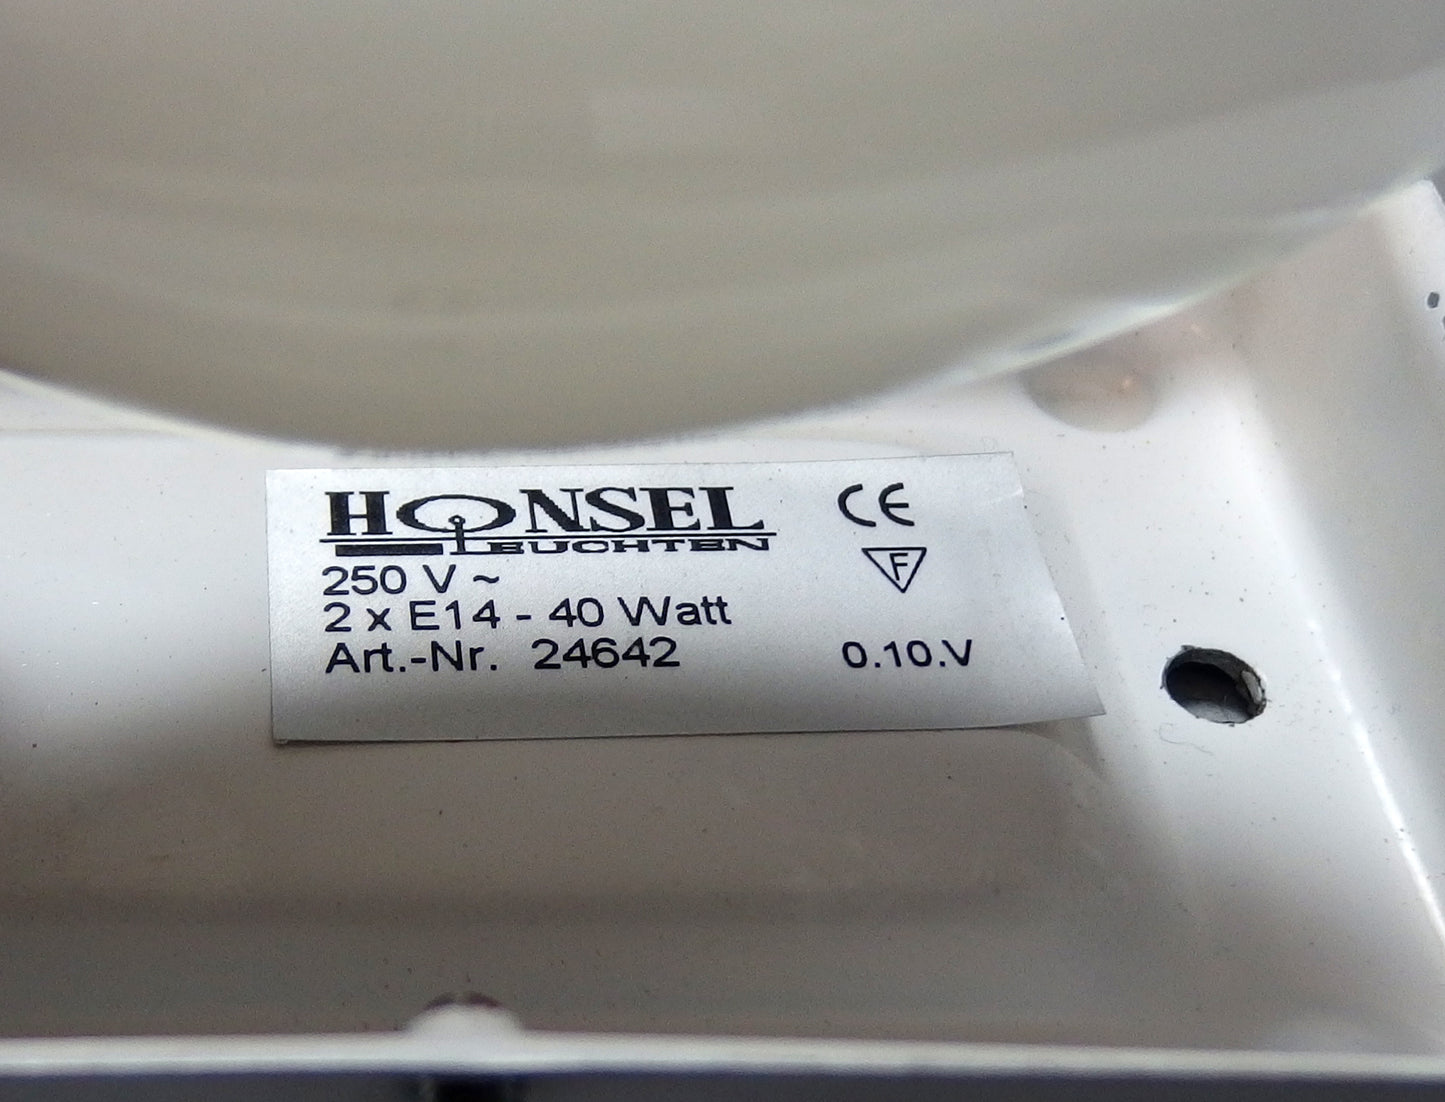 HONSEL
LEUCHTEN
CE
F
250 V ~
2 x E14 - 40 Watt
Art.-Nr. 24642
0.10.V